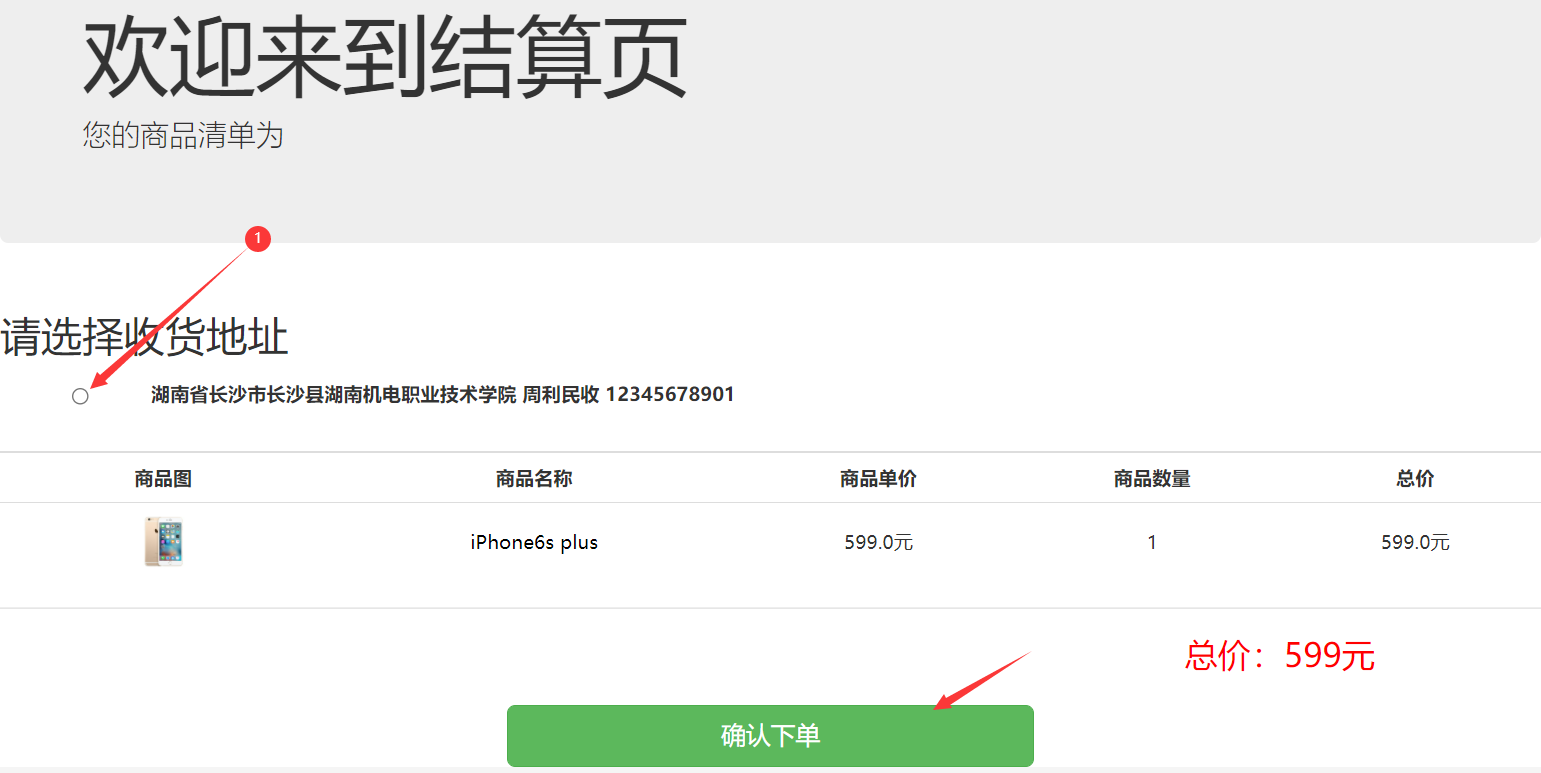 欢迎来到结算页
您的商品清单为
1
请选择收货地址
湖南省长沙市长沙县湖南机电职业技术学院 周利民收 12345678901
商品图 商品名称 商品单价 商品数量 总价
iPhone6s plus 599.0元 1 599.0元
总价：599元
确认下单